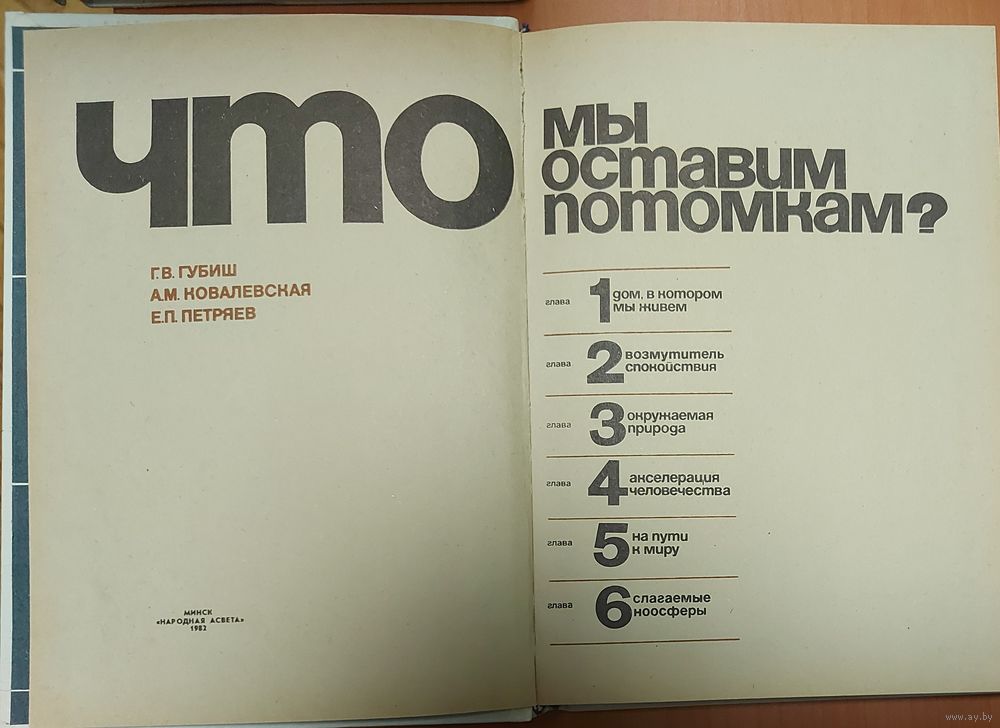 что
Г.В. ГУБИШ
А.М. КОВАЛЕВСКАЯ
Е.П. ПЕТРЯЕВ
МИНСК
«НАРОДНАЯ АСВЕТА»
1982
мы
оставим
потомкам?
глава 1 дом, в котором
мы живем
глава 2 возмутитель
спокойствия
глава 3 окружаемая
природа
глава 4 акселерация
человечества
глава 5 на пути
к миру
глава 6 слагаемые
ноосферы
www.ay.by